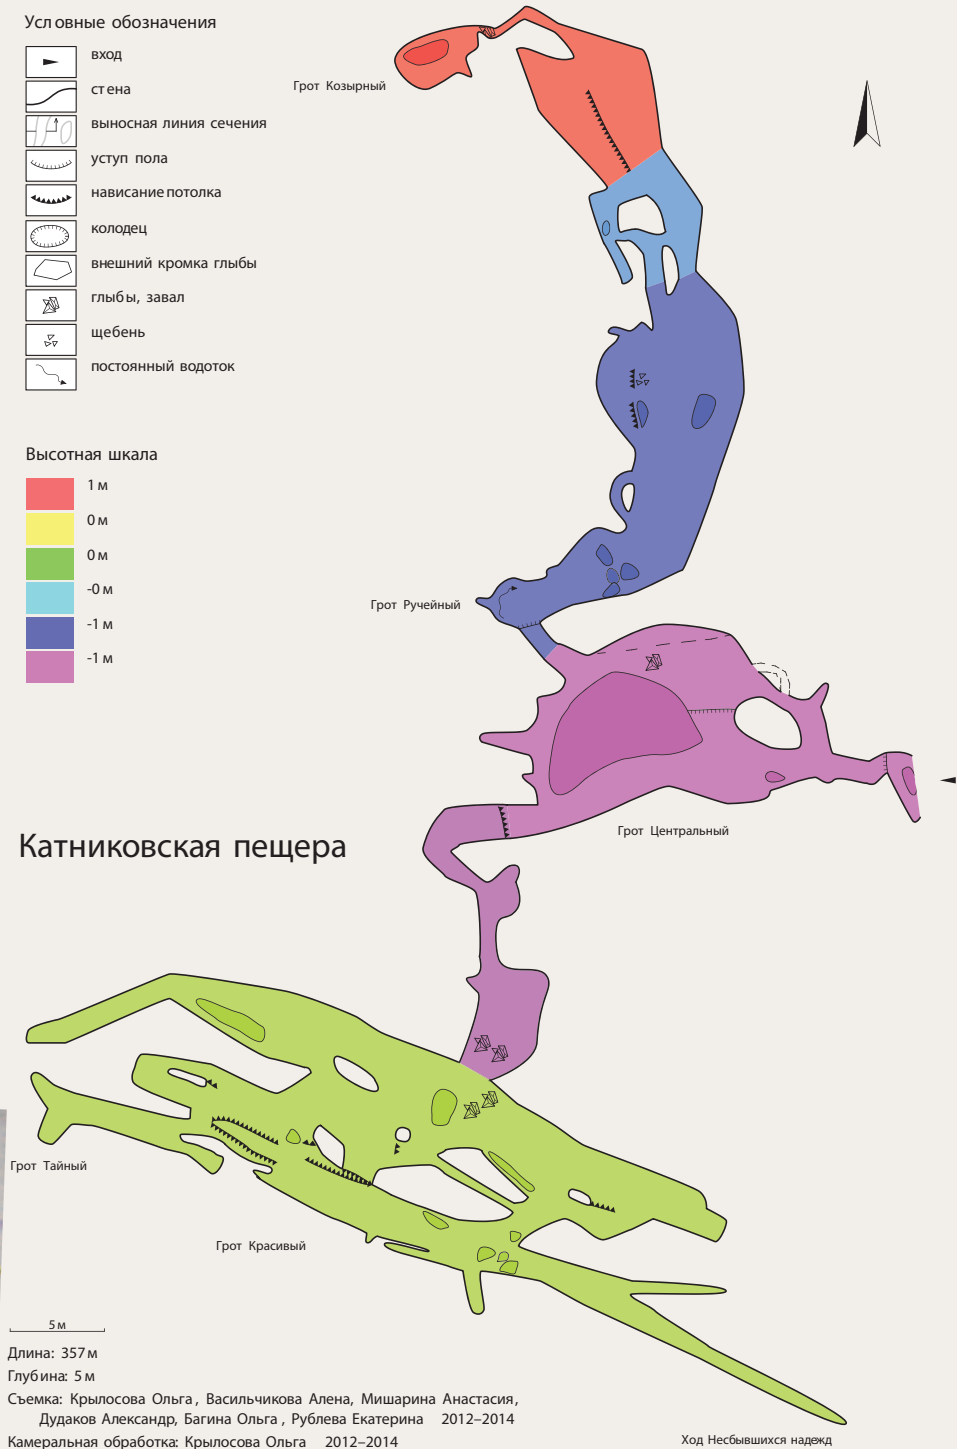 Условные обозначения
вход
стена
выносная линия сечения
уступ пола
нависание потолка
колодец
внешний кромка глыбы
глыбы, завал
щебень
постоянный водоток
Высотная шкала
1 м
0 м
0 м
-0 м
-1 м
-1 м
Грот Козырный
Грот Ручейный
Грот Центральный
Катниковская пещера
Грот Тайный
Грот Красивый
5 м
Длина: 357 м
Глубина: 5 м
Съемка: Крылосова Ольга, Васильчикова Алена, Мишарина Анастасия,
Дудаков Александр, Багина Ольга, Рублева Екатерина 2012–2014
Камеральная обработка: Крылосова Ольга 2012–2014
Ход Несбывшихся надежд